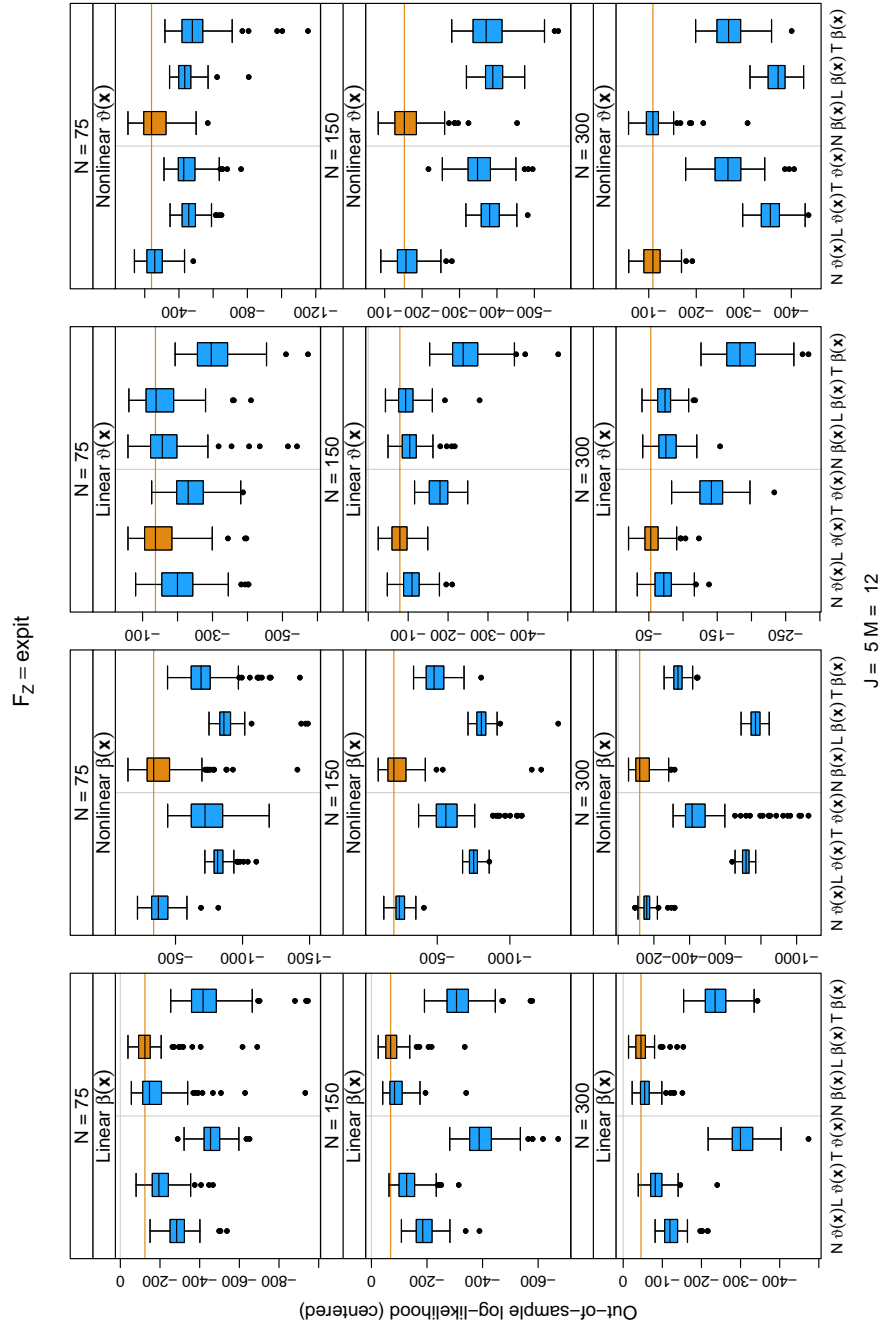 F_Z = expit
N = 75
Linear β(x)
0
−200
−400
−600
−800
N = 75
Nonlinear β(x)
−500
−1000
−1500
N = 75
Linear ϑ(x)
−100
−300
−500
N = 75
Nonlinear ϑ(x)
−400
−800
−1200
N = 150
Linear β(x)
0
−200
−400
−600
N = 150
Nonlinear β(x)
−500
−1000
N = 150
Linear ϑ(x)
−100
−200
−300
−400
N = 150
Nonlinear ϑ(x)
−100
−200
−300
−400
−500
N = 300
Linear β(x)
0
−100
−200
−300
−400
N = 300
Nonlinear β(x)
−200
−400
−600
−1000
N = 300
Linear ϑ(x)
−50
−150
−250
N = 300
Nonlinear ϑ(x)
−100
−200
−300
−400
N ϑ(x) L ϑ(x) T ϑ(x) N β(x) L β(x) T β(x)
N ϑ(x) L ϑ(x) T ϑ(x) N β(x) L β(x) T β(x)
N ϑ(x) L ϑ(x) T ϑ(x) N β(x) L β(x) T β(x)
N ϑ(x) L ϑ(x) T ϑ(x) N β(x) L β(x) T β(x)
Out−of−sample log−likelihood (centered)
J = 5 M = 12